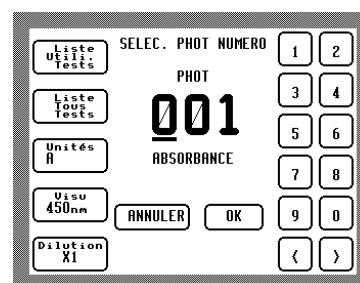 Liste
Utili.
Tests
SELEC. PHOT NUMERO
1 2
PHOT
Liste
Tous
Tests
001
3 4
5 6
Unités
A
ABSORBANCE
7 8
Visu
450nm
ANNULER OK
9 0
Dilution
X1
< >